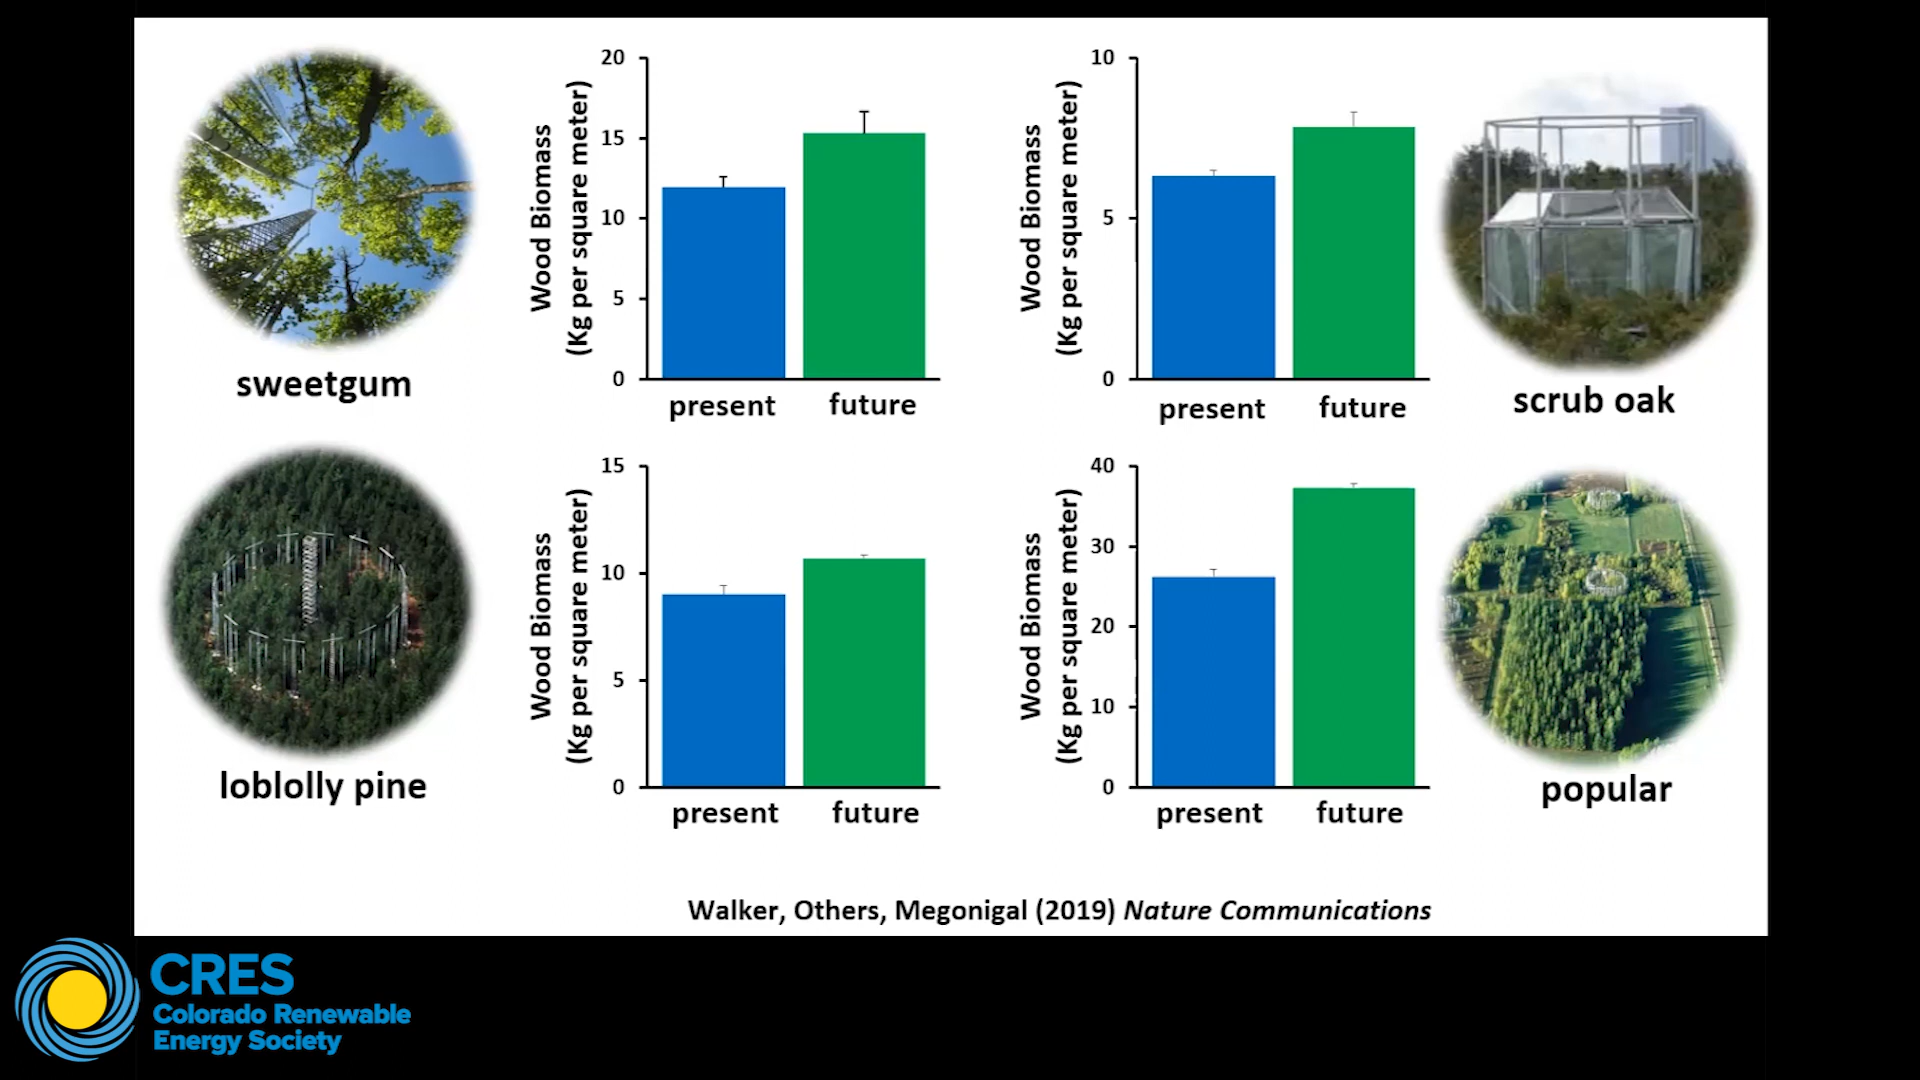 20
15
10
5
0
Wood Biomass
(Kg per square meter)
present
future
sweetgum
10
5
0
Wood Biomass
(Kg per square meter)
present
future
scrub oak
15
10
5
0
Wood Biomass
(Kg per square meter)
present
future
loblolly pine
40
30
20
10
0
Wood Biomass
(Kg per square meter)
present
future
popular
Walker, Others, Megonigal (2019) Nature Communications
CRES
Colorado Renewable
Energy Society